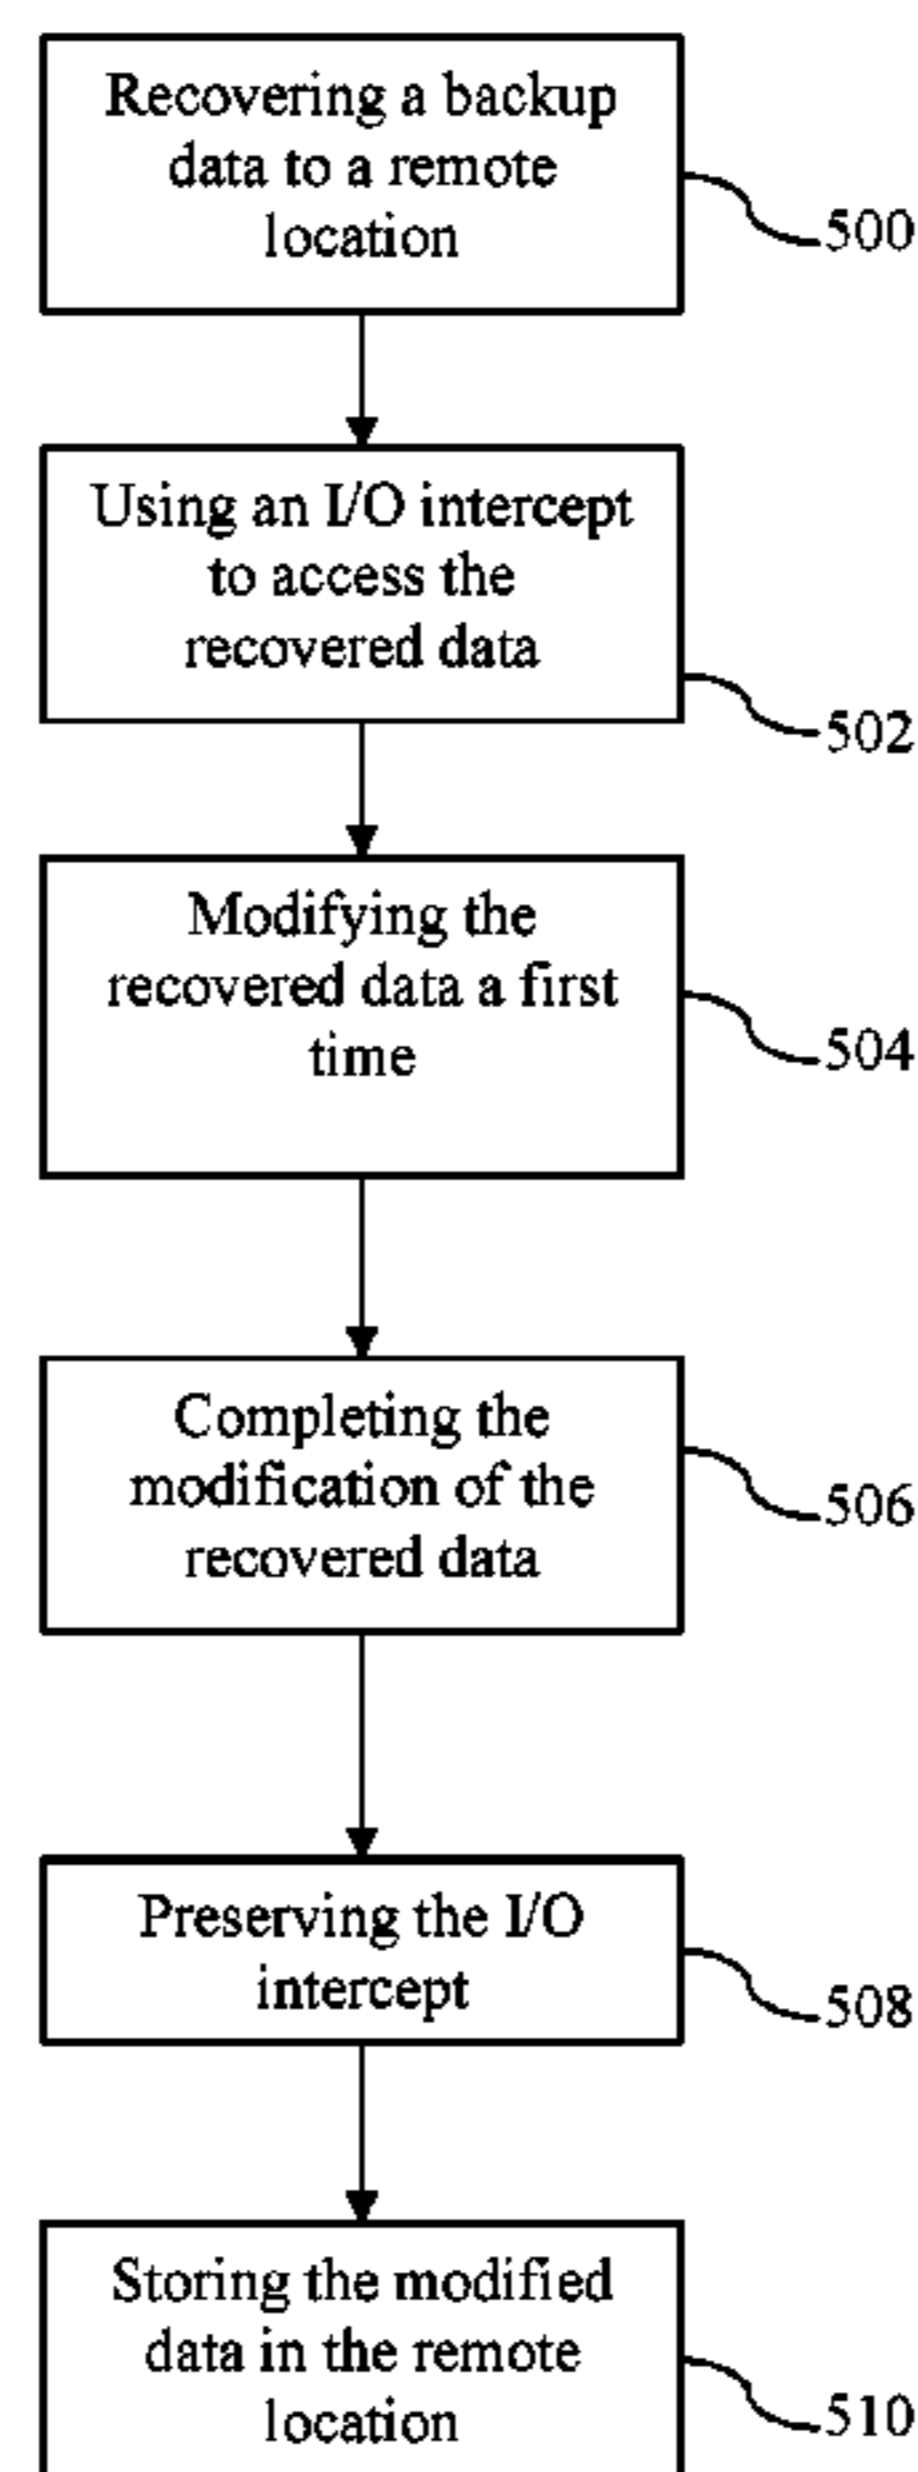 Recovering a backup
data to a remote
location
500
Using an I/O intercept
to access the
recovered data
502
Modifying the
recovered data a first
time
504
Completing the
modification of the
recovered data
506
Preserving the I/O
intercept
508
Storing the modified
data in the remote
location
510